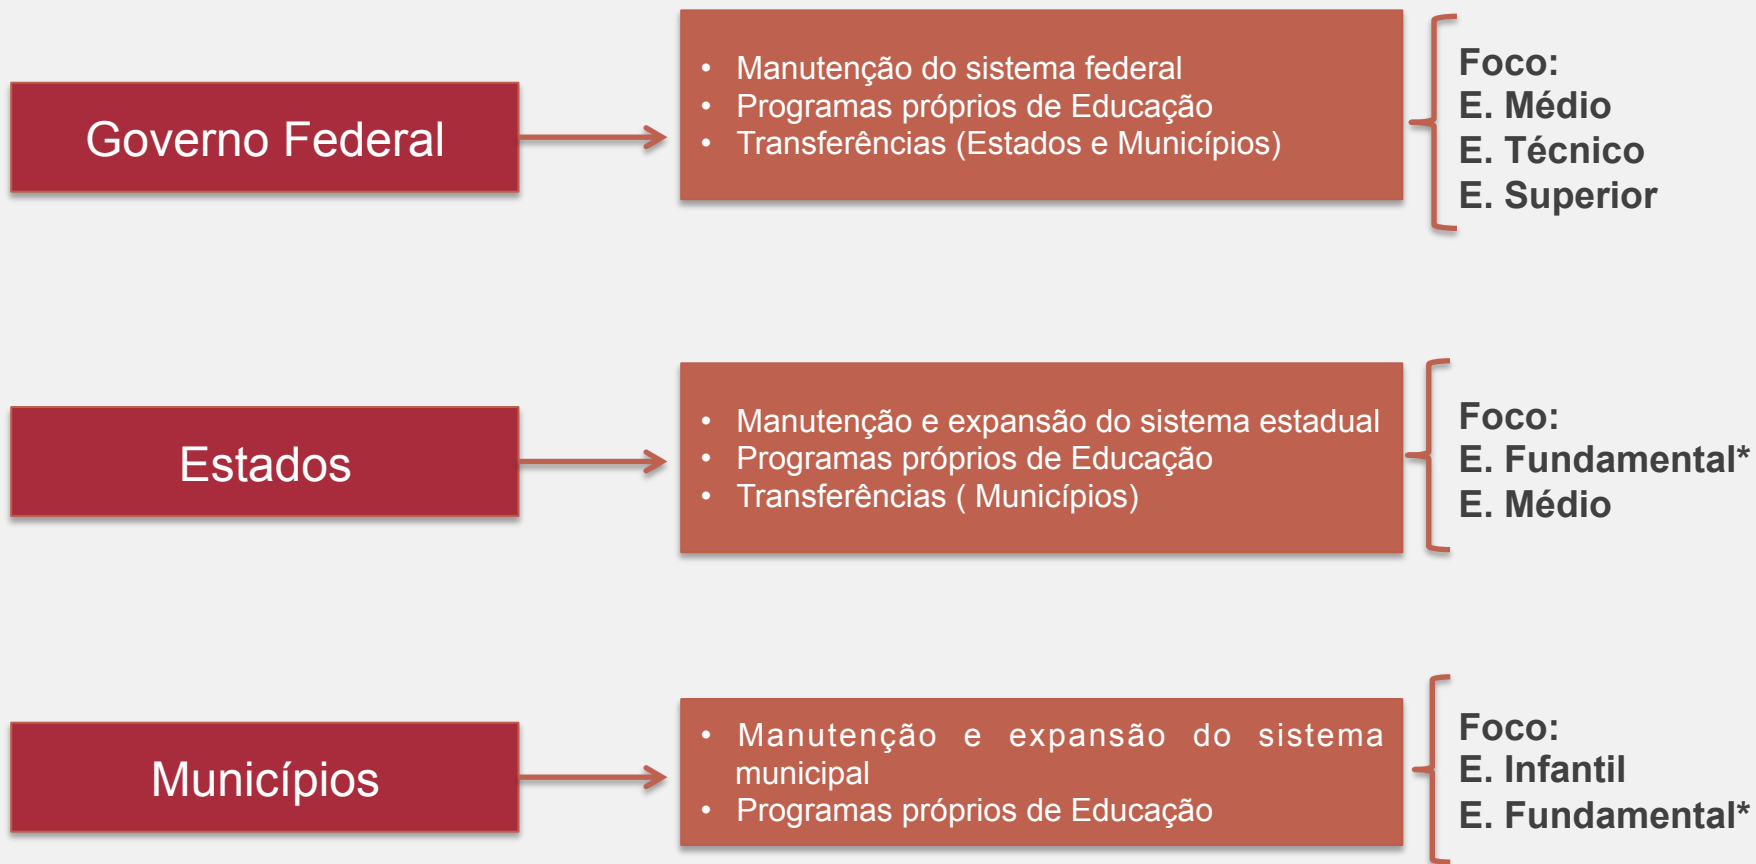 Governo Federal
• Manutenção do sistema federal
• Programas próprios de Educação
• Transferências (Estados e Municípios)
Foco:
E. Médio
E. Técnico
E. Superior
Estados
• Manutenção e expansão do sistema estadual
• Programas próprios de Educação
• Transferências ( Municípios)
Foco:
E. Fundamental*
E. Médio
Municípios
• Manutenção e expansão do sistema
municipal
• Programas próprios de Educação
Foco:
E. Infantil
E. Fundamental*